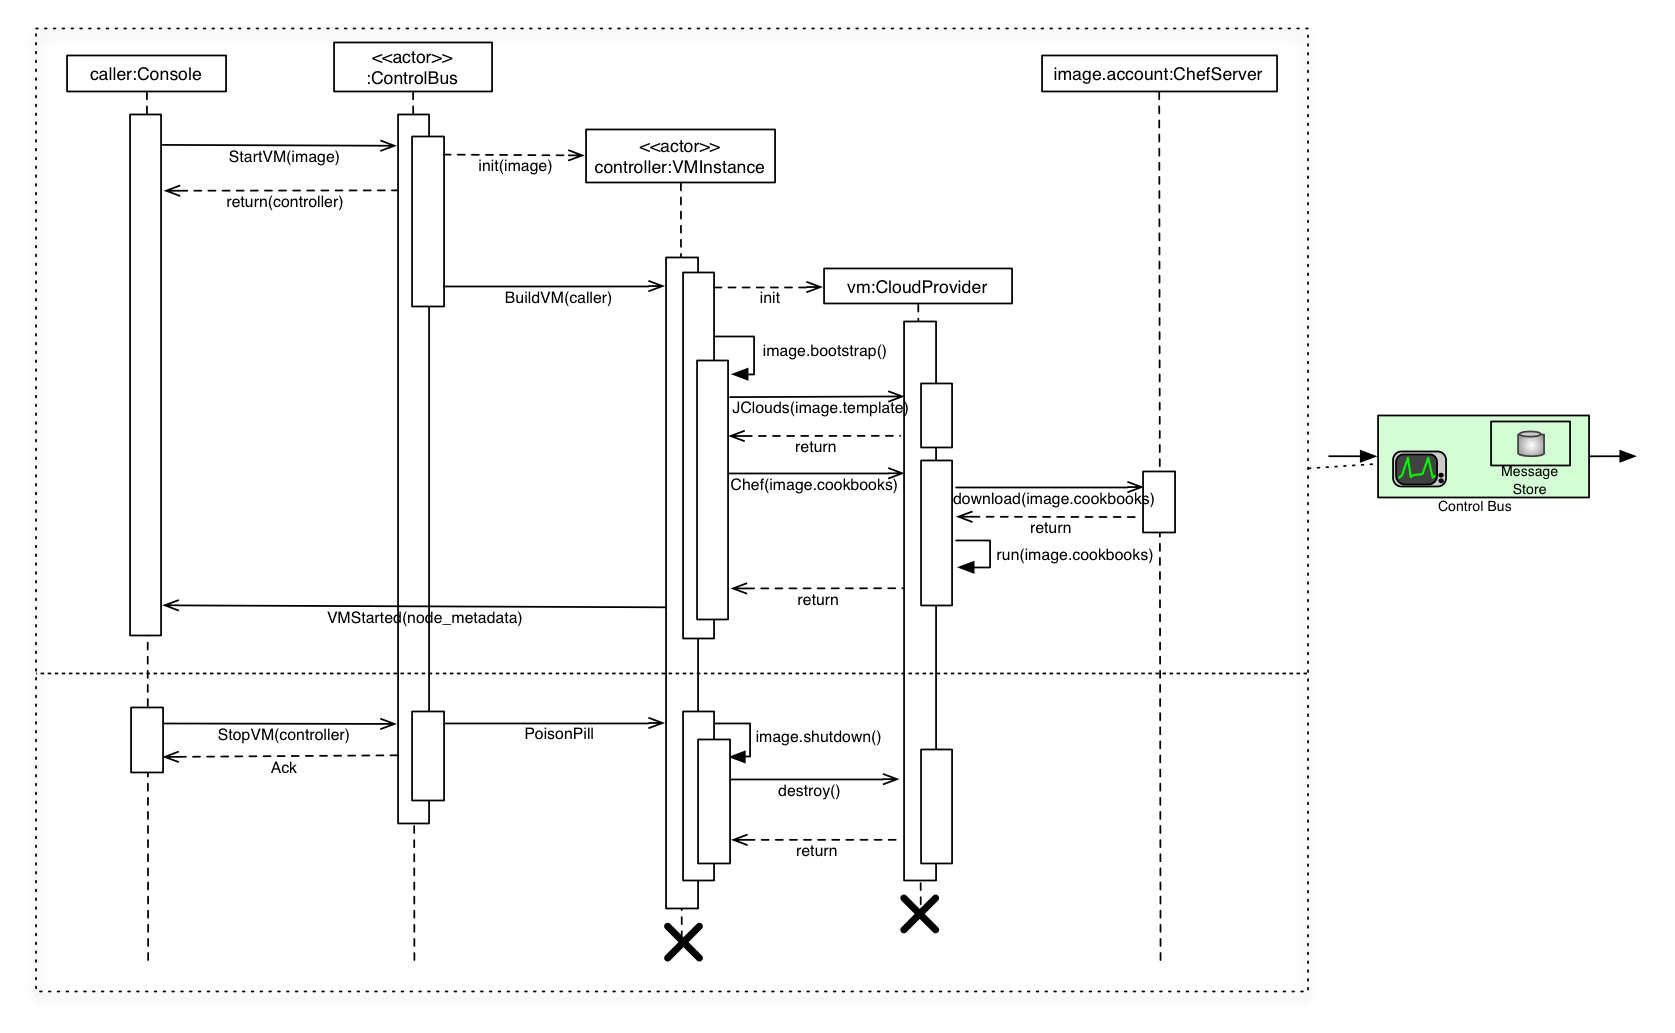 <<actor>>
:ControlBus
caller:Console
image.account:ChefServer
<<actor>>
controller:VMInstance
StartVM(image)
init(image)
return(controller)
BuildVM(caller)
init
vm:CloudProvider
image.bootstrap()
JClouds(image.template)
return
Chef(image.cookbooks)
download(image.cookbooks)
return
run(image.cookbooks)
return
VMStarted(node_metadata)
StopVM(controller)
PoisonPill
image.shutdown()
Ack
destroy()
return
Message
Store
Control Bus